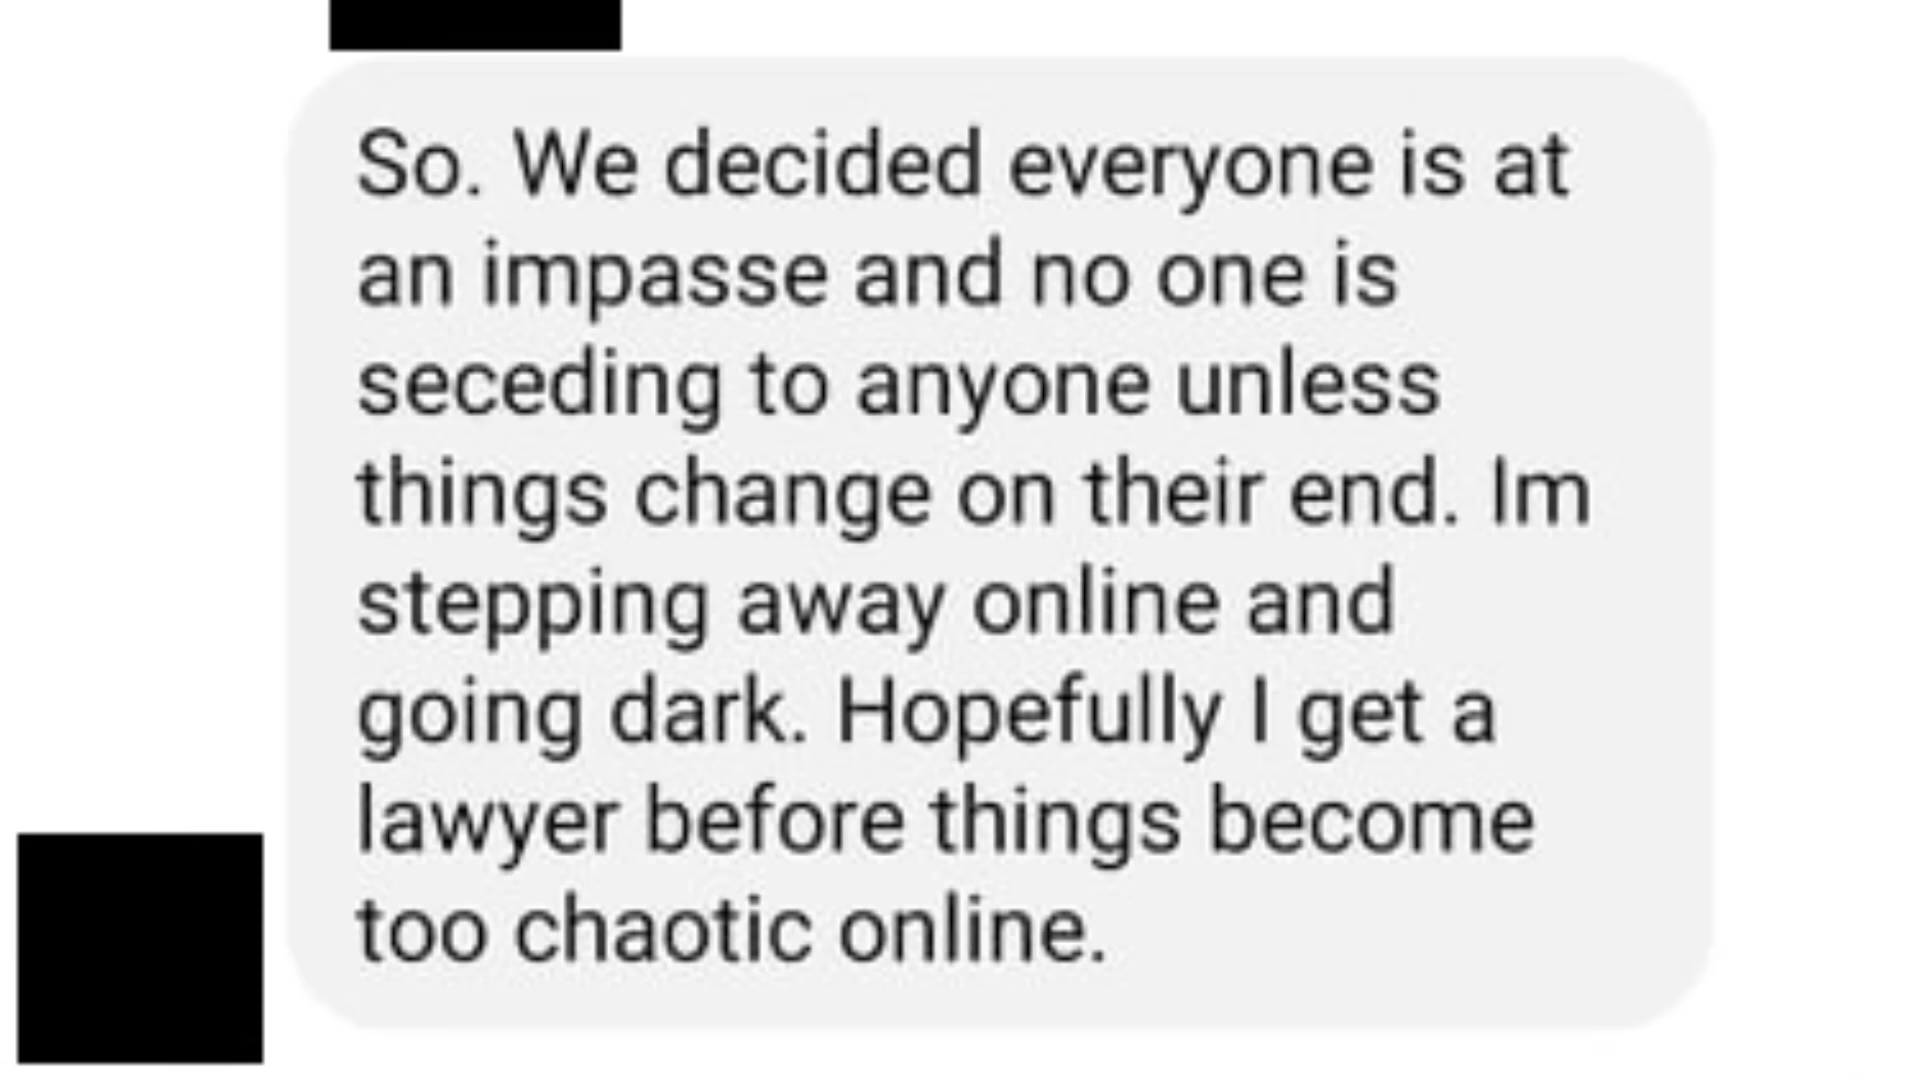 So. We decided everyone is at
an impasse and no one is
seceding to anyone unless
things change on their end. Im
stepping away online and
going dark. Hopefully I get a
lawyer before things become
too chaotic online.